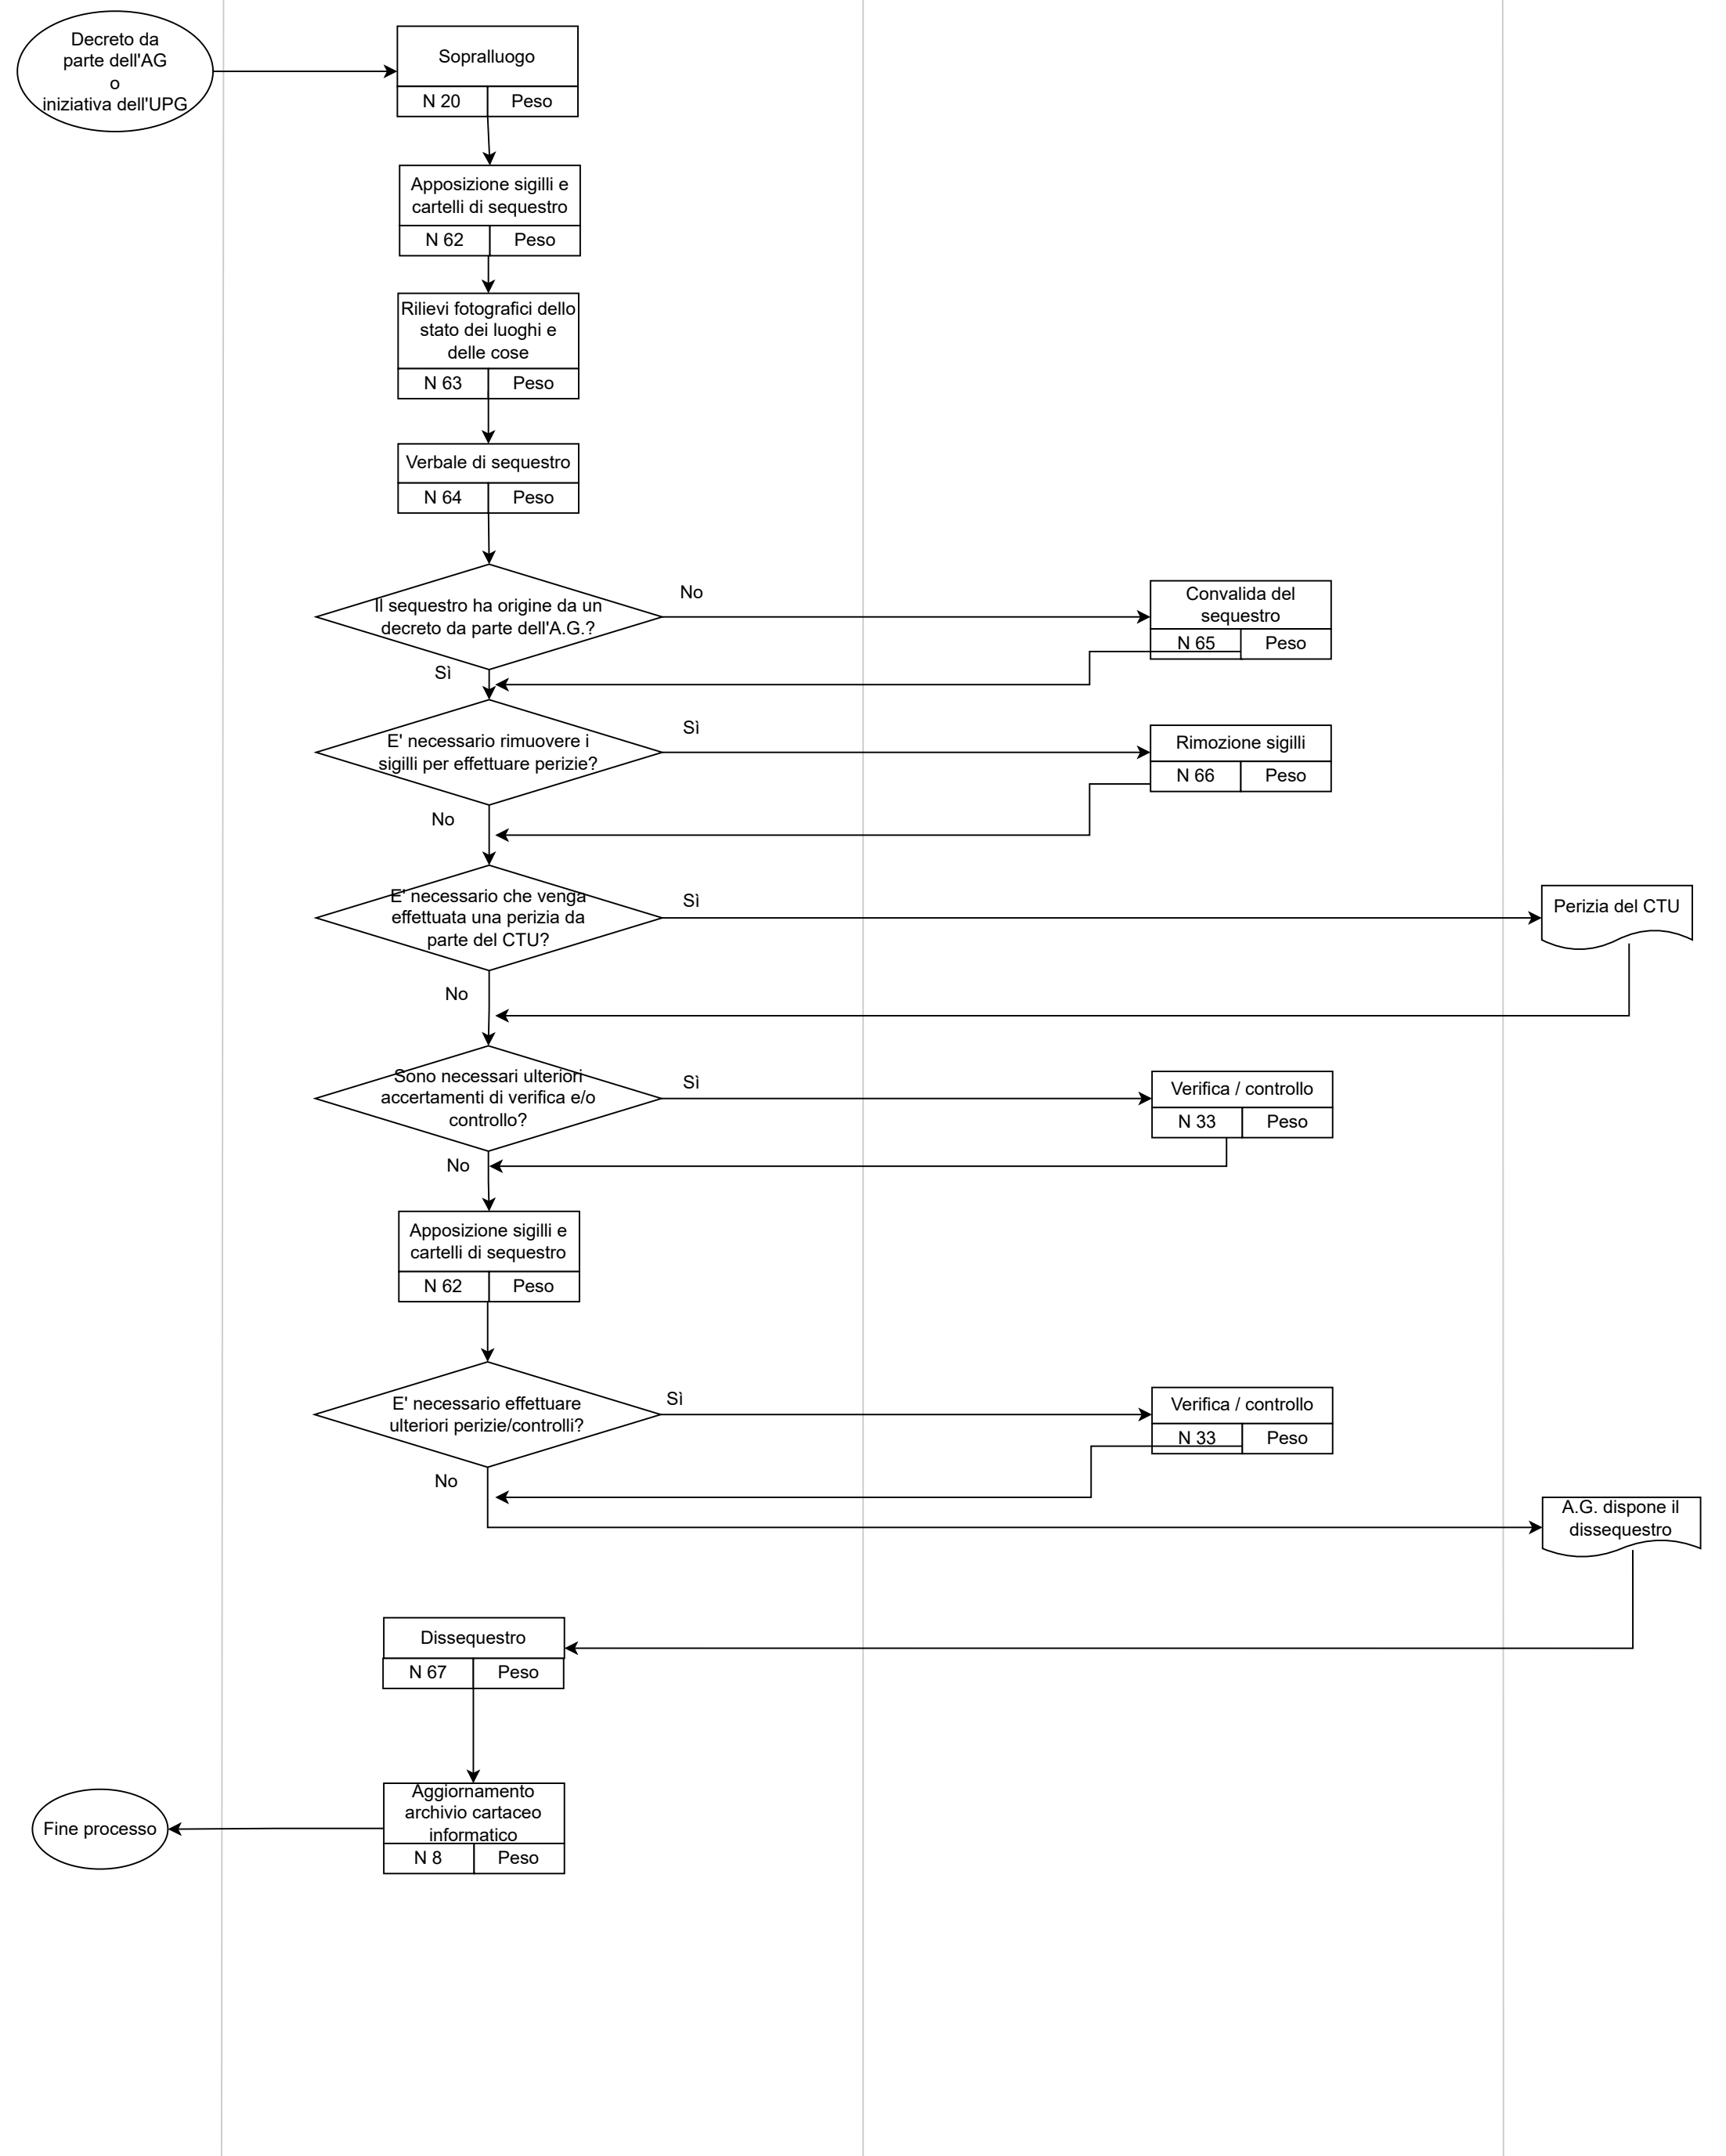 Decreto da
parte dell'AG
o
iniziativa dell'UPG
Sopralluogo
N 20 Peso
Apposizione sigilli e
cartelli di sequestro
N 62 Peso
Rilievi fotografici dello
stato dei luoghi e
delle cose
N 63 Peso
Verbale di sequestro
N 64 Peso
Il sequestro ha origine da un
decreto da parte dell'A.G.?
No
Convalida del
sequestro
N 65 Peso
Sì
E' necessario rimuovere i
sigilli per effettuare perizie?
Sì
Rimozione sigilli
N 66 Peso
No
E' necessario che venga
effettuata una perizia da
parte del CTU?
Sì
Perizia del CTU
No
Sono necessari ulteriori
accertamenti di verifica e/o
controllo?
Sì
Verifica / controllo
N 33 Peso
No
Apposizione sigilli e
cartelli di sequestro
N 62 Peso
E' necessario effettuare
ulteriori perizie/controlli?
Sì
Verifica / controllo
N 33 Peso
No
A.G. dispone il
dissequestro
Dissequestro
N 67 Peso
Aggiornamento
archivio cartaceo
informatico
N 8 Peso
Fine processo